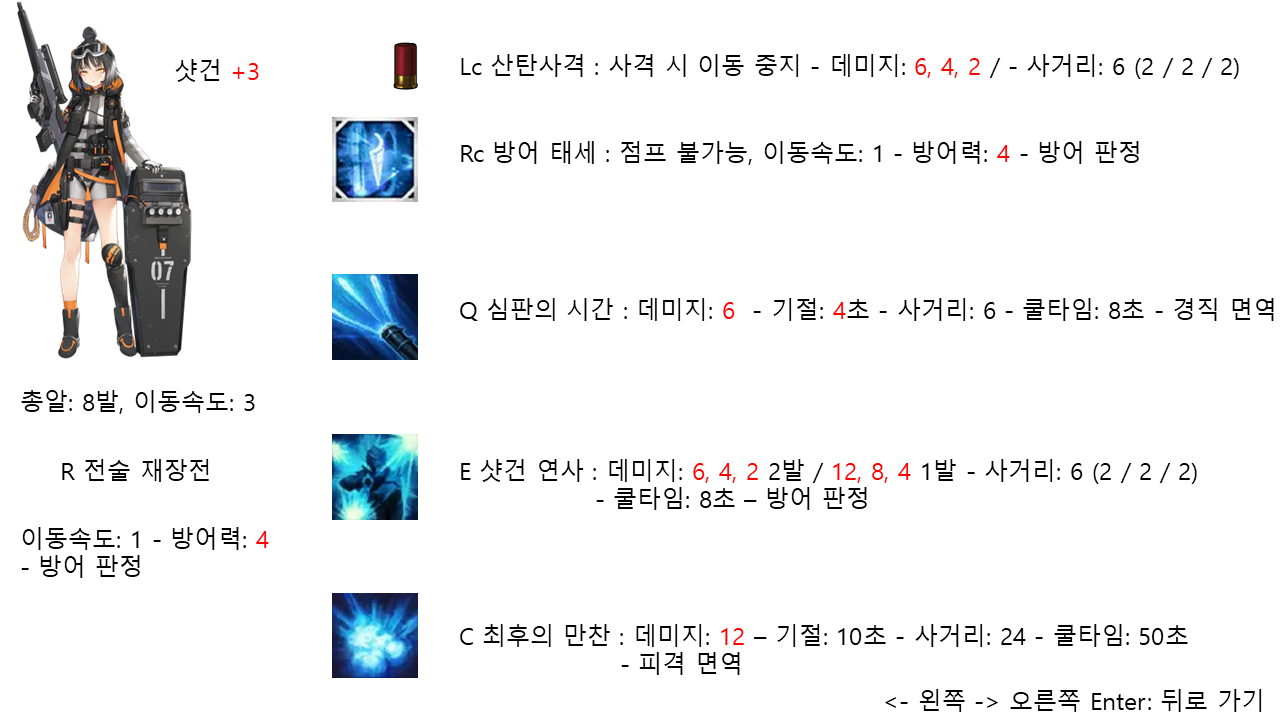 샷건 +3
Lc 산탄사격 : 사격 시 이동 중지 - 데미지: 6, 4, 2 / - 사거리: 6 (2 / 2 / 2)
Rc 방어 태세 : 점프 불가능, 이동속도: 1 - 방어력: 4 - 방어 판정
07
Q 심판의 시간 : 데미지: 6 - 기절: 4초 - 사거리: 6 - 쿨타임: 8초 - 경직 면역
총알: 8발, 이동속도: 3
R 전술 재장전
E 샷건 연사 : 데미지: 6, 4, 2 2발 / 12, 8, 4 1발 - 사거리: 6 (2 / 2 / 2)
- 쿨타임: 8초 – 방어 판정
이동속도: 1 - 방어력: 4
- 방어 판정
C 최후의 만찬 : 데미지: 12 – 기절: 10초 - 사거리: 24 - 쿨타임: 50초
- 피격 면역
<- 왼쪽 -> 오른쪽 Enter: 뒤로 가기